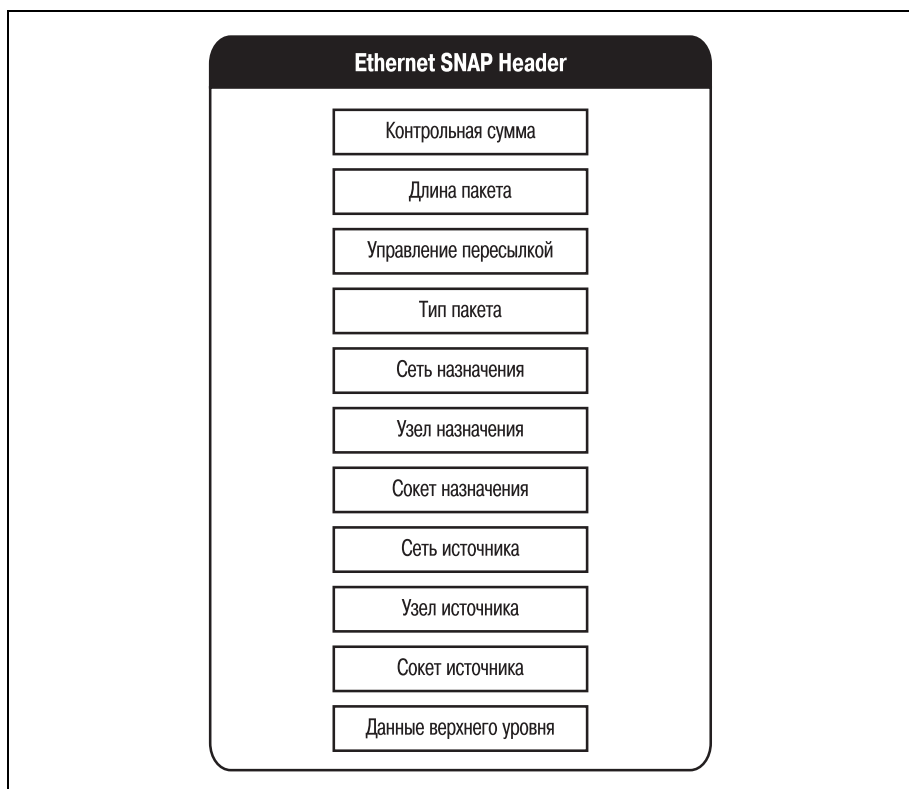 Ethernet SNAP Header
Контрольная сумма
Длина пакета
Управление пересылкой
Тип пакета
Сеть назначения
Узел назначения
Сокет назначения
Сеть источника
Узел источника
Сокет источника
Данные верхнего уровня